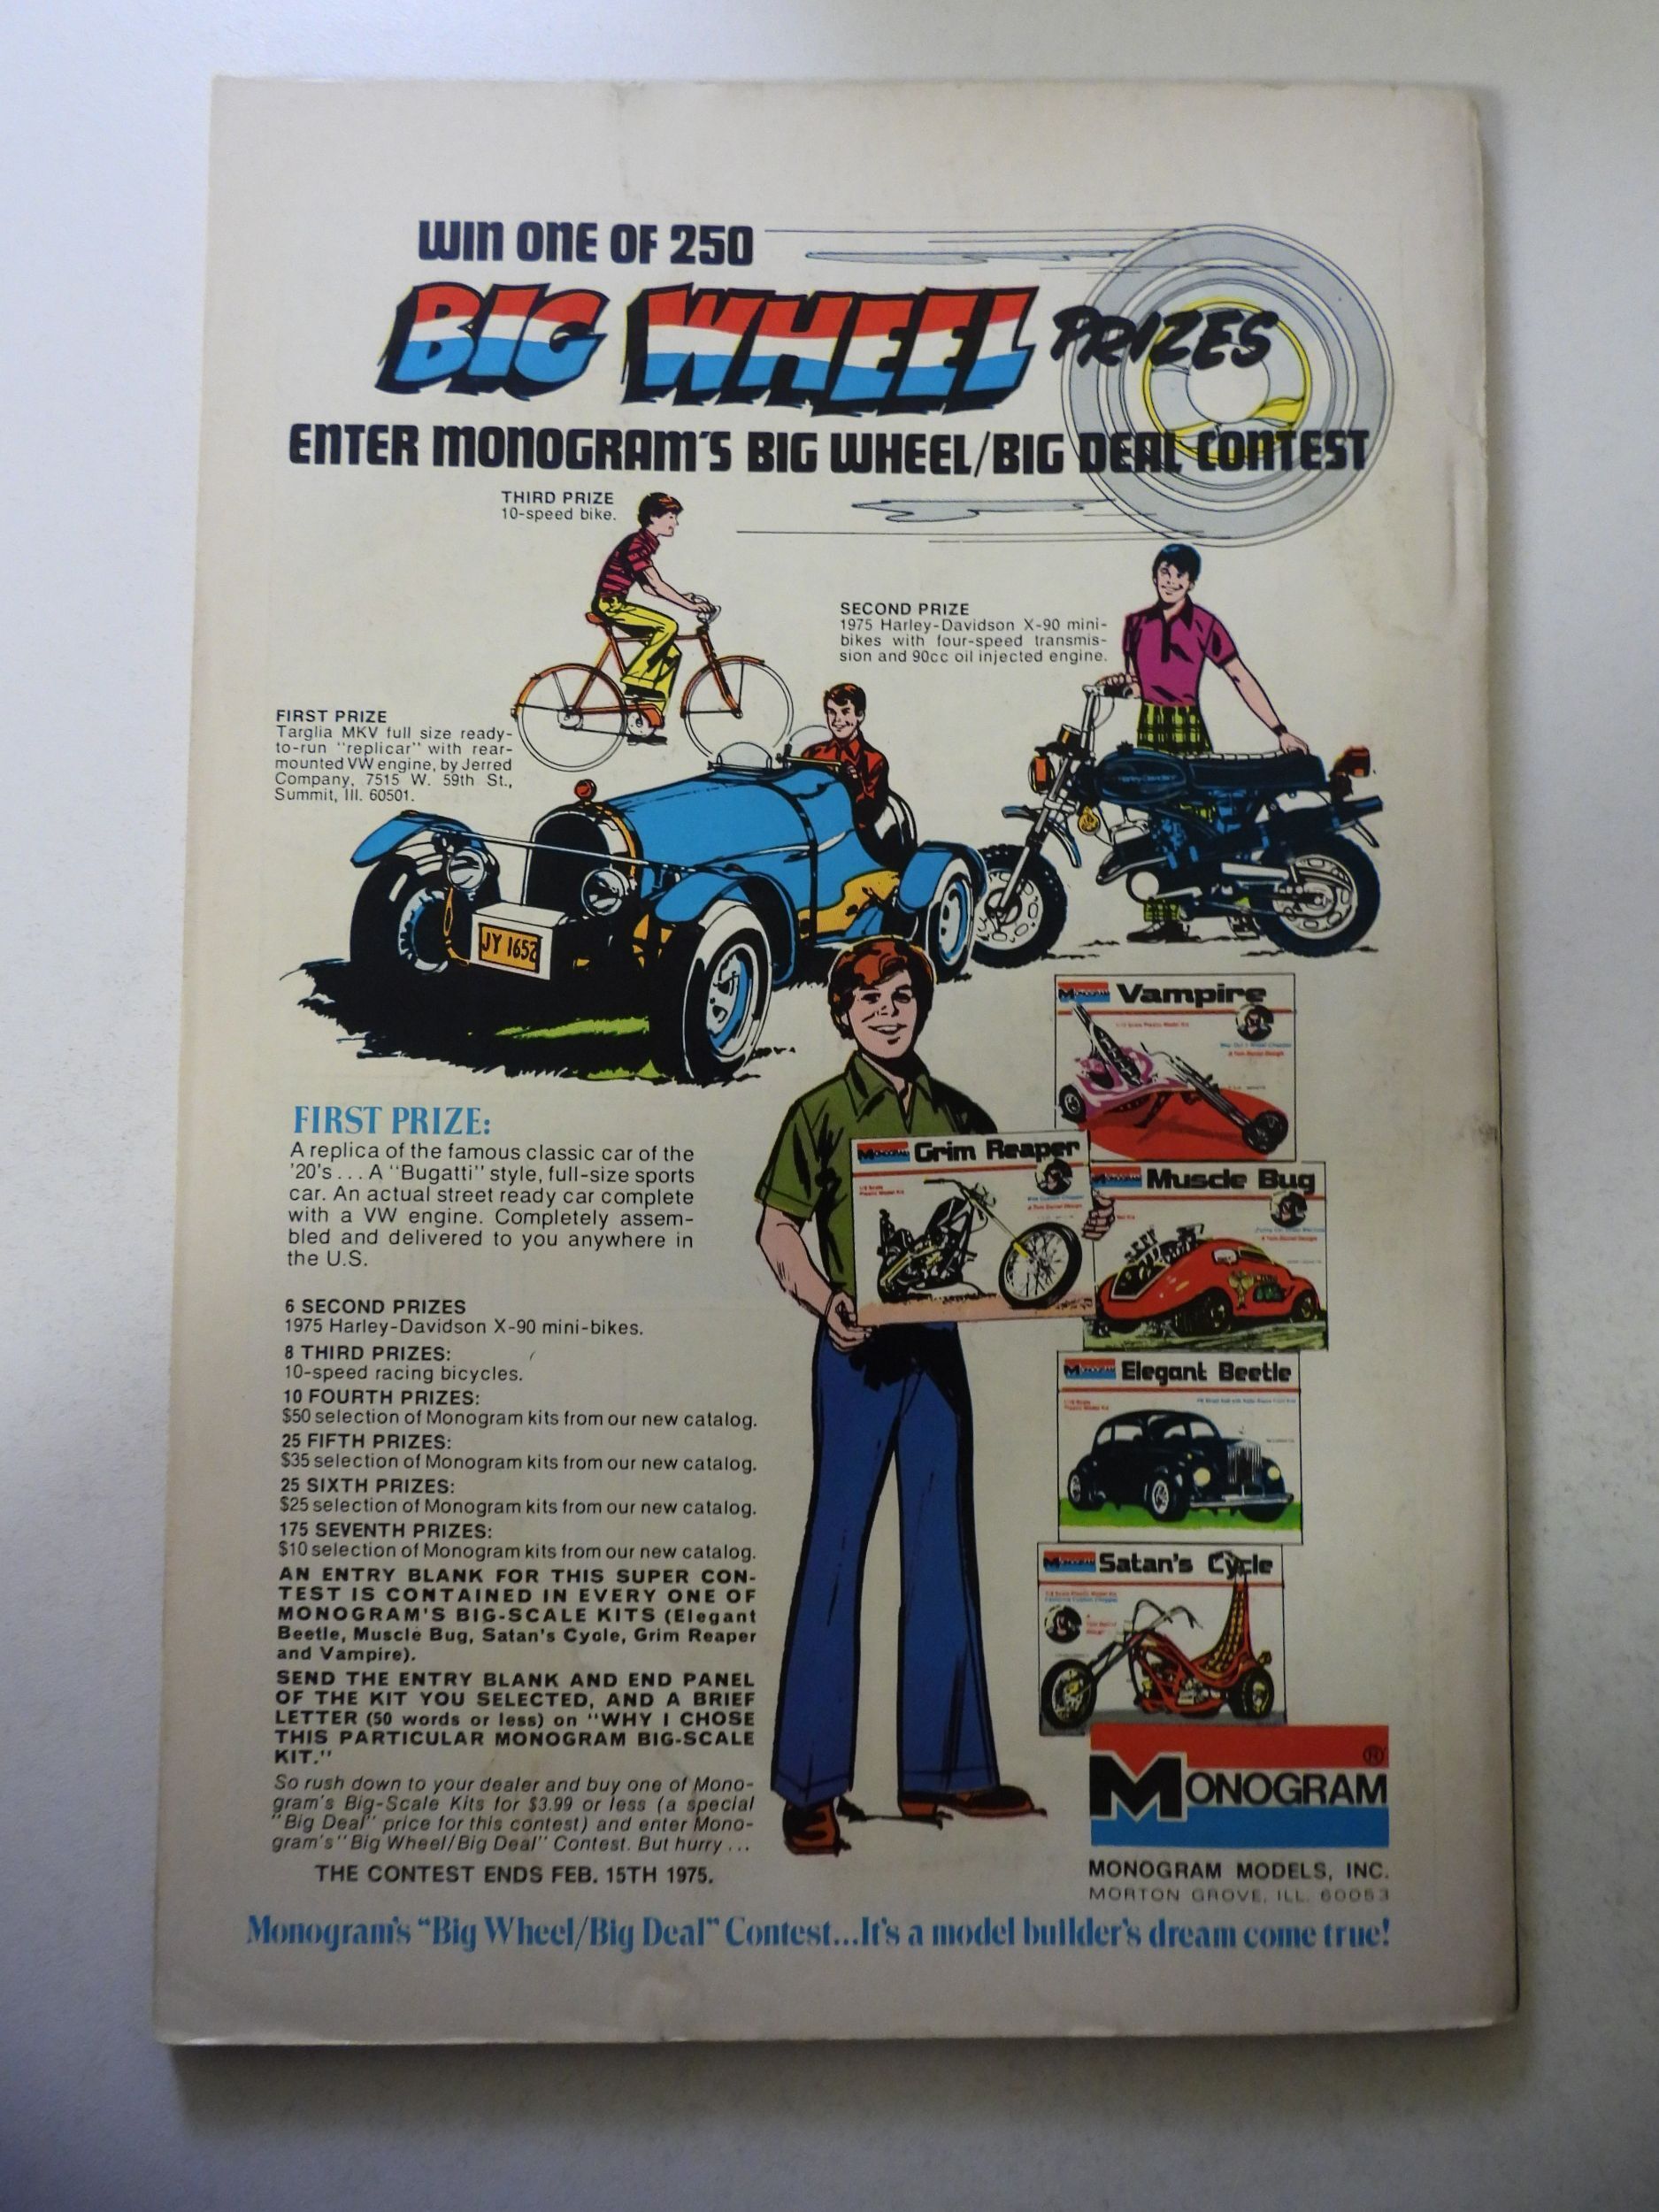 WIN ONE OF 250
BIG WHEEL PRIZES
ENTER MONOGRAM'S BIG WHEEL/BIG DEAL CONTEST
THIRD PRIZE
10-speed bike.
SECOND PRIZE
1975 Harley-Davidson X-90 mini-
bikes with four-speed transmis-
sion and 90cc oil injected engine.
FIRST PRIZE
Targlia MKV full size ready-
to-run "replicar" with rear-
mounted VW engine, by Jerred
Company, 7515 W. 59th St.,
Summit, Ill. 60501.
Harley-Davidson
JY 1652
FIRST PRIZE:
A replica of the famous classic car of the
'20's...A "Bugatti" style, full-size sports
car. An actual street ready car complete
with a VW engine. Completely assem-
bled and delivered to you anywhere in
the U.S.
6 SECOND PRIZES
1975 Harley-Davidson X-90 mini-bikes.
8 THIRD PRIZES:
10-speed racing bicycles.
10 FOURTH PRIZES:
$50 selection of Monogram kits from our new catalog.
25 FIFTH PRIZES:
$35 selection of Monogram kits from our new catalog.
25 SIXTH PRIZES:
$25 selection of Monogram kits from our new catalog.
175 SEVENTH PRIZES:
$10 selection of Monogram kits from our new catalog.
AN ENTRY BLANK FOR THIS SUPER CON-
TEST IS CONTAINED IN EVERY ONE OF
MONOGRAM'S BIG-SCALE KITS (Elegant
Beetle, Muscle Bug, Satan's Cycle, Grim Reaper
and Vampire).
SEND THE ENTRY BLANK AND END PANEL
OF THE KIT YOU SELECTED, AND A BRIEF
LETTER (50 words or less) on "WHY I CHOSE
THIS PARTICULAR MONOGRAM BIG-SCALE
KIT."
So rush down to your dealer and buy one of Mono-
gram's Big-Scale Kits for $3.99 or less (a special
"Big Deal" price for this contest) and enter Mono-
gram's "Big Wheel/Big Deal" Contest. But hurry...
THE CONTEST ENDS FEB. 15TH 1975.
MONOGRAM Vampire
MONOGRAM Grim Reaper
MONOGRAM Muscle Bug
MONOGRAM Elegant Beetle
MONOGRAM Satan's Cycle
MONOGRAM ®
MONOGRAM MODELS, INC.
MORTON GROVE, ILL. 60053
Monogram's "Big Wheel/Big Deal" Contest...It's a model builder's dream come true!